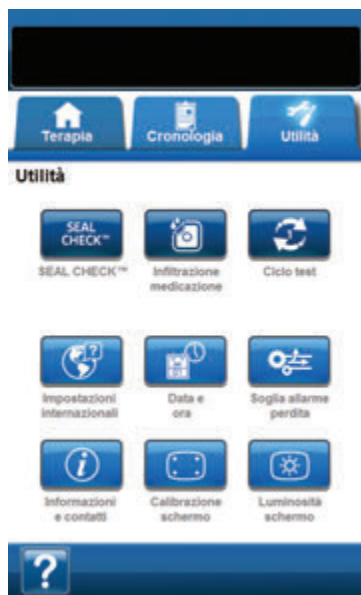 Terapia
Cronologia
Utilità
Utilità
SEAL
CHECK™
SEAL CHECK™
Infiltrazione
medicazione
Ciclo test
Impostazioni
internazionali
Data e
ora
Soglia allarme
perdita
Informazioni
e contatti
Calibrazione
schermo
Luminosità
schermo
?